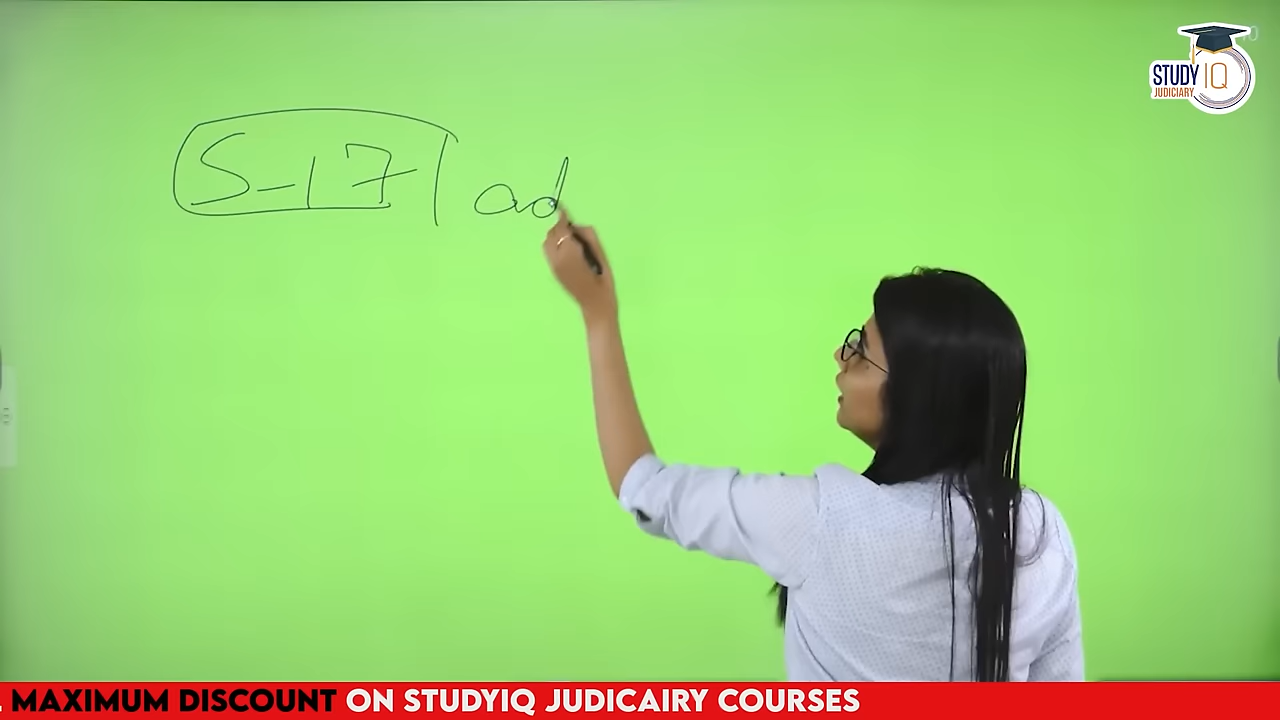 STUDY IQ
JUDICIARY
S-17 ad
. MAXIMUM DISCOUNT ON STUDYIQ JUDICAIRY COURSES